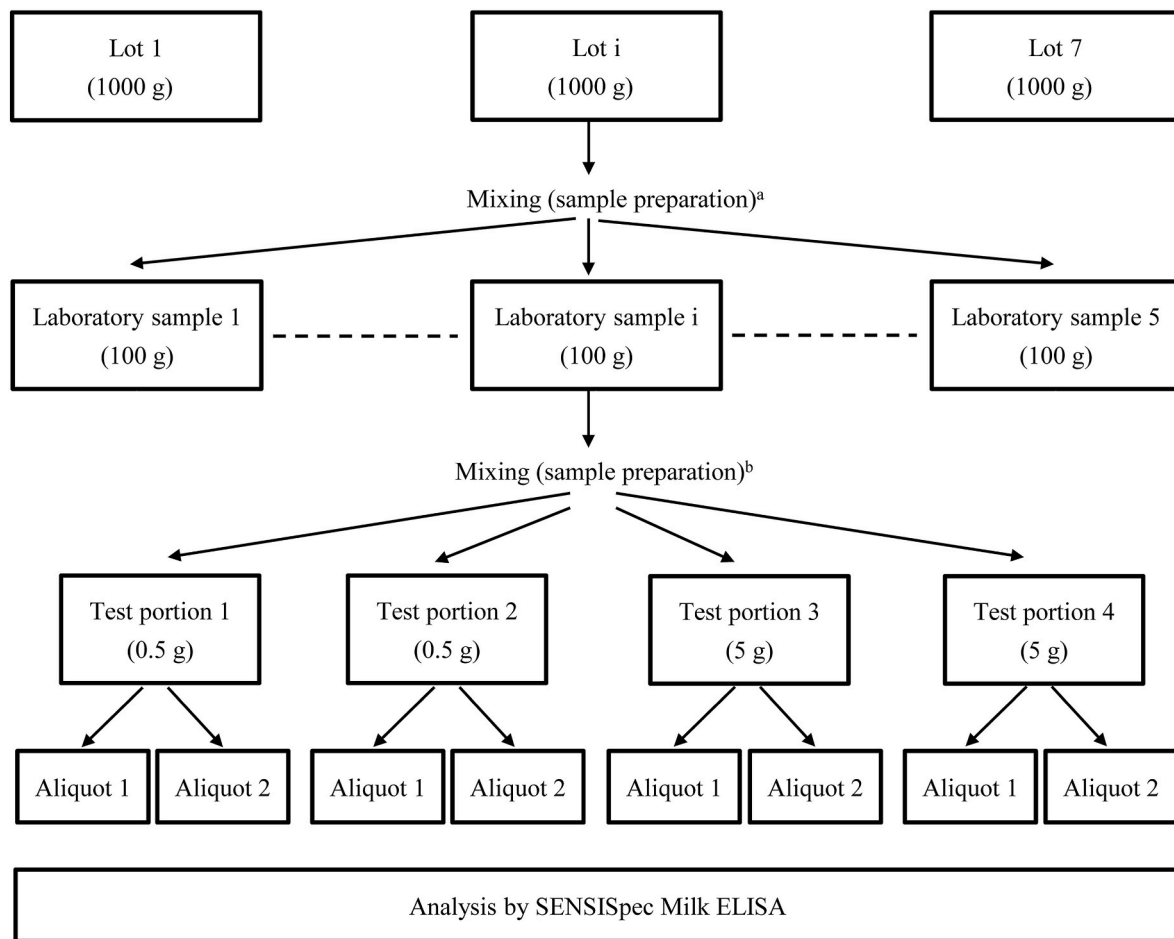 Lot 1
(1000 g)
Lot i
(1000 g)
Lot 7
(1000 g)
Mixing (sample preparation)ᵃ
Laboratory sample 1
(100 g)
Laboratory sample i
(100 g)
Laboratory sample 5
(100 g)
Mixing (sample preparation)ᵇ
Test portion 1
(0.5 g)
Test portion 2
(0.5 g)
Test portion 3
(5 g)
Test portion 4
(5 g)
Aliquot 1
Aliquot 2
Aliquot 1
Aliquot 2
Aliquot 1
Aliquot 2
Aliquot 1
Aliquot 2
Analysis by SENSISpec Milk ELISA